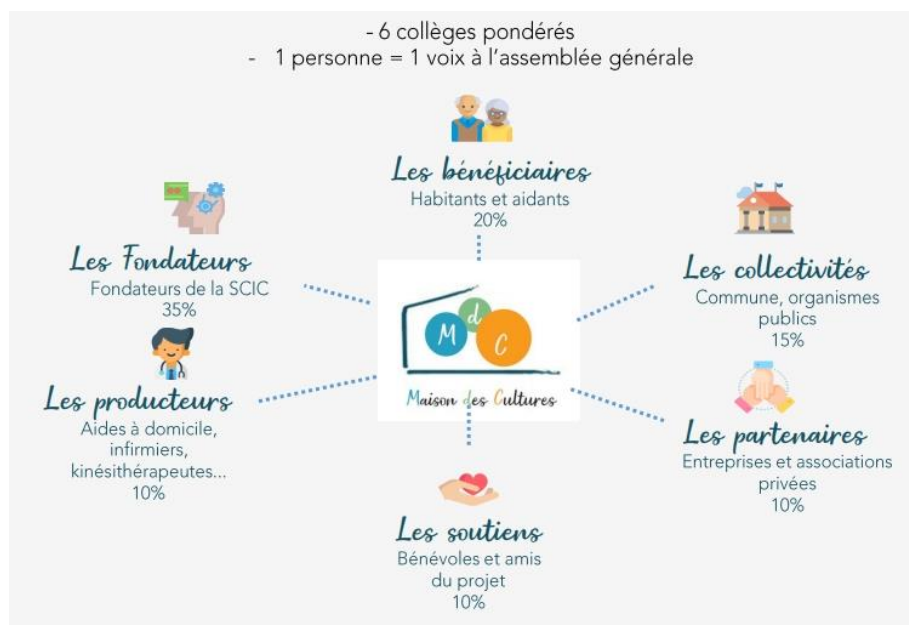 - 6 collèges pondérés
- 1 personne = 1 voix à l'assemblée générale
Les bénéficiaires
Habitants et aidants
20%
Les Fondateurs
Fondateurs de la SCIC
35%
Les collectivités
Commune, organismes
publics
15%
M d C
Maison des Cultures
Les producteurs
Aides à domicile,
infirmiers,
kinésithérapeutes...
10%
Les partenaires
Entreprises et associations
privées
10%
Les soutiens
Bénévoles et amis
du projet
10%